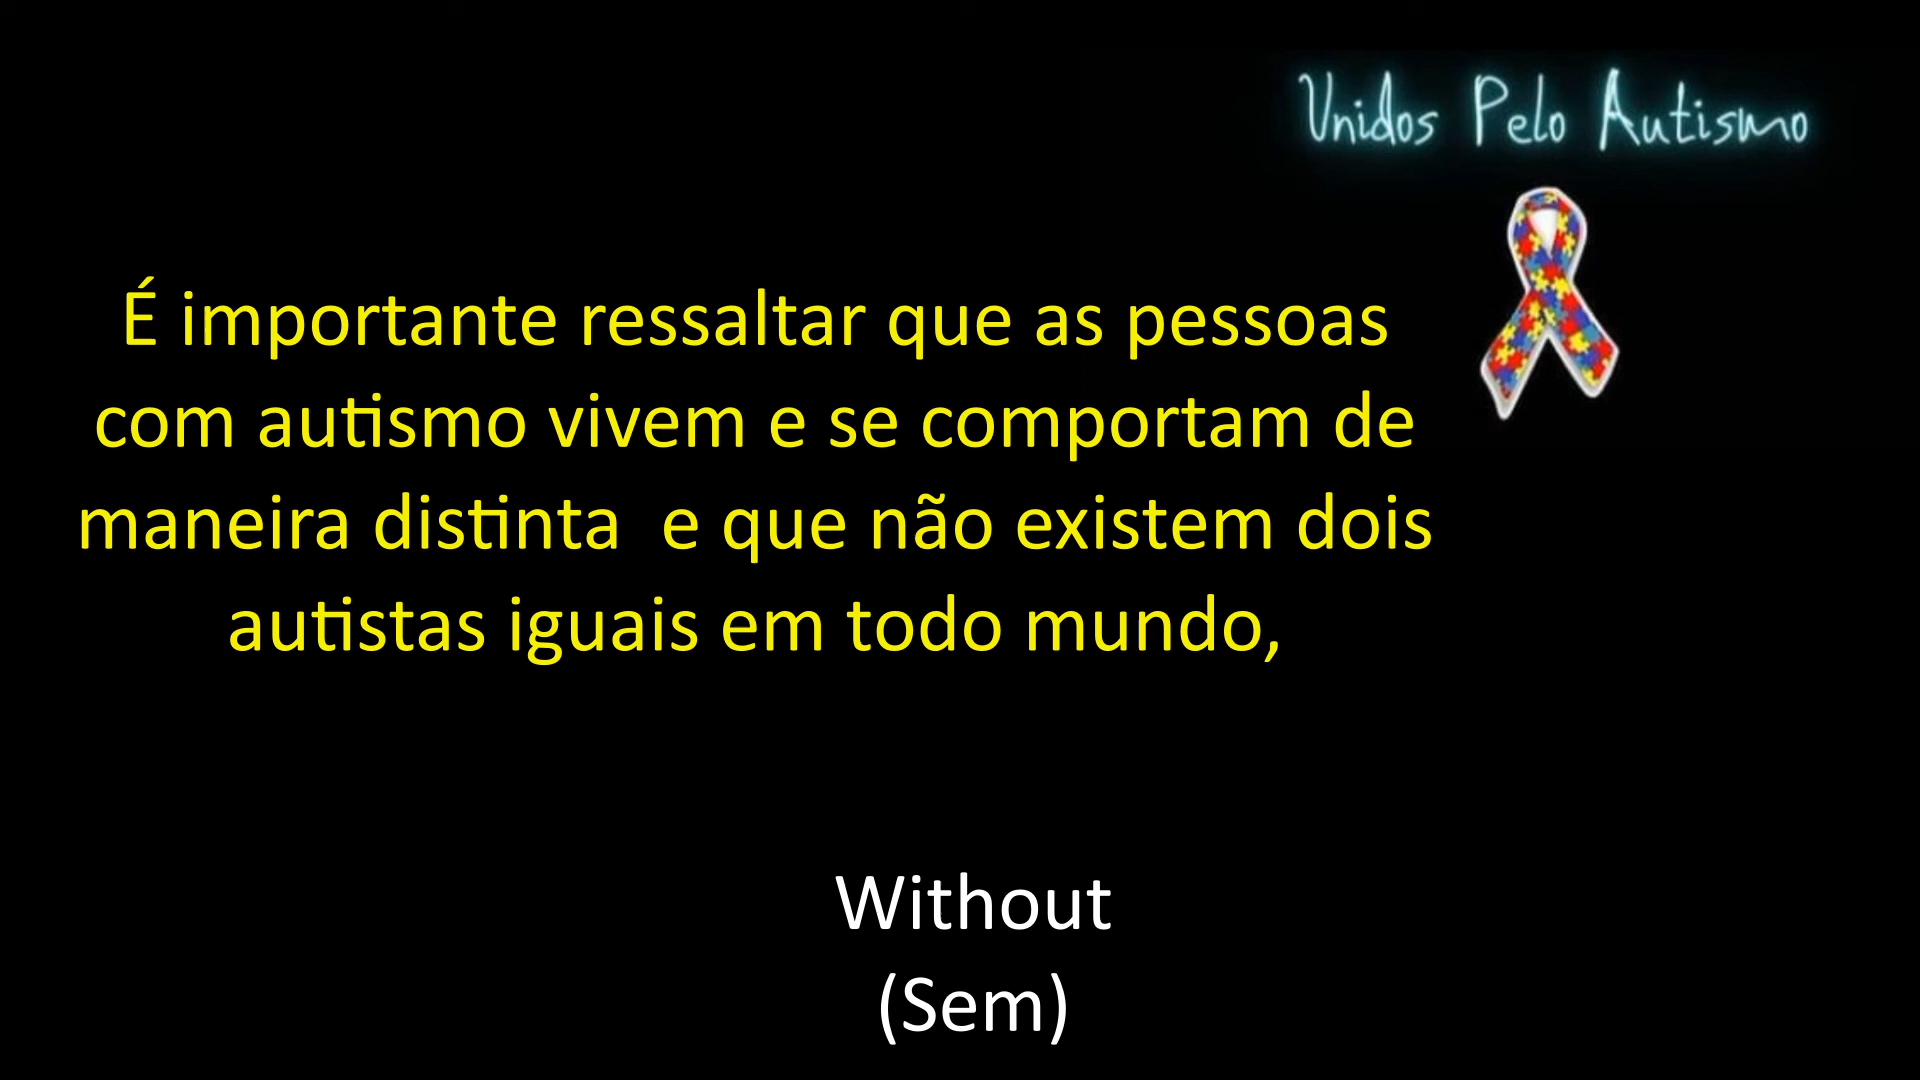 Unidos Pelo Autismo
É importante ressaltar que as pessoas
com autismo vivem e se comportam de
maneira distinta  e que não existem dois
autistas iguais em todo mundo,
Without
(Sem)